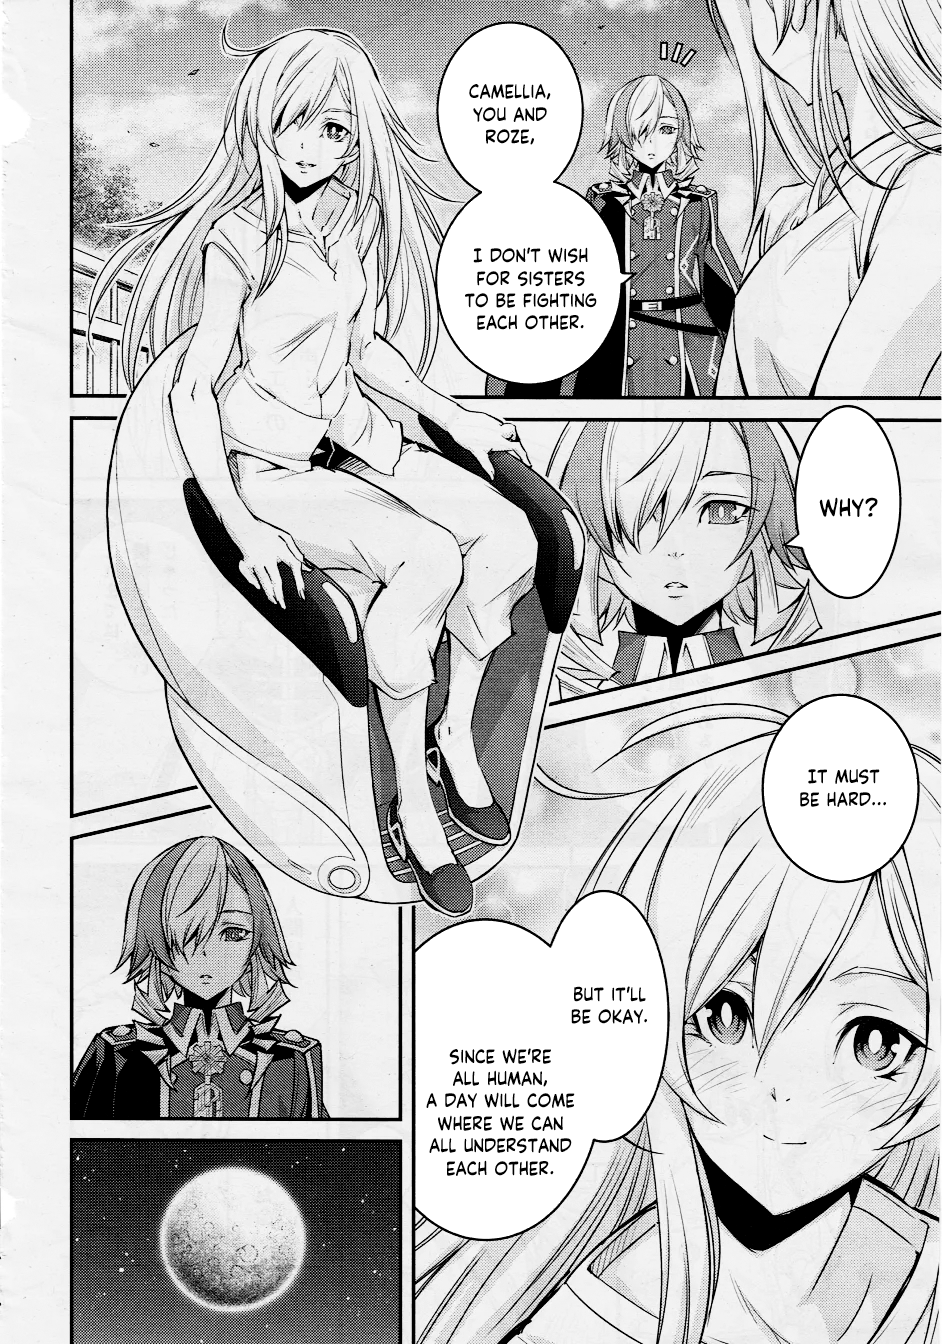 CAMELLIA,
YOU AND
ROZE,
I DON'T WISH
FOR SISTERS
TO BE FIGHTING
EACH OTHER.
WHY?
IT MUST
BE HARD...
BUT IT'LL
BE OKAY.
SINCE WE'RE
ALL HUMAN,
A DAY WILL COME
WHERE WE CAN
ALL UNDERSTAND
EACH OTHER.